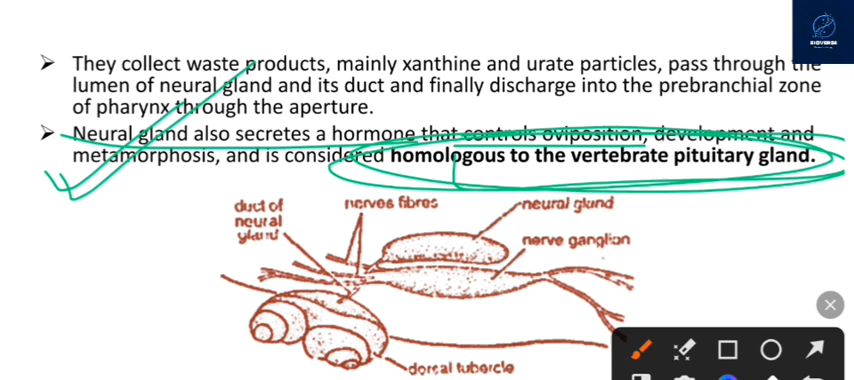 BIOVERSE
➤ They collect waste products, mainly xanthine and urate particles, pass through the
lumen of neural gland and its duct and finally discharge into the prebranchial zone
of pharynx through the aperture.
➤ Neural gland also secretes a hormone that controls oviposition, development and
metamorphosis, and is considered homologous to the vertebrate pituitary gland.
duct of
neural
gland
nerves fibres
neural gland
nerve ganglion
dorsal tubercle